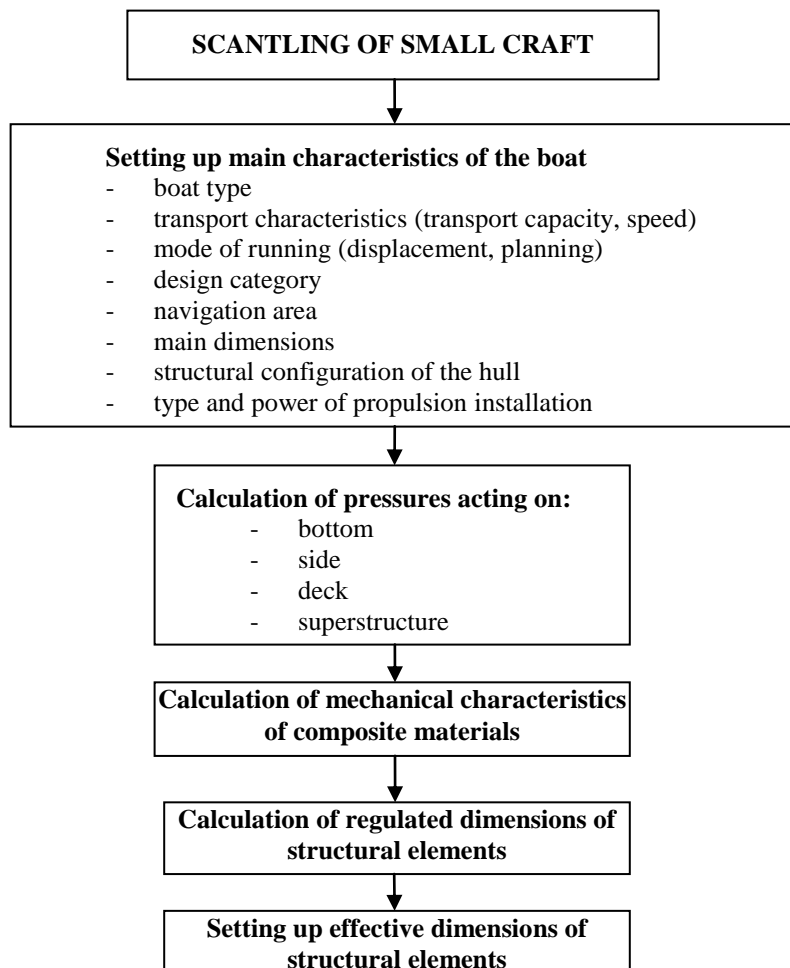 SCANTLING OF SMALL CRAFT
Setting up main characteristics of the boat
- boat type
- transport characteristics (transport capacity, speed)
- mode of running (displacement, planning)
- design category
- navigation area
- main dimensions
- structural configuration of the hull
- type and power of propulsion installation
Calculation of pressures acting on:
- bottom
- side
- deck
- superstructure
Calculation of mechanical characteristics
of composite materials
Calculation of regulated dimensions of
structural elements
Setting up effective dimensions of
structural elements